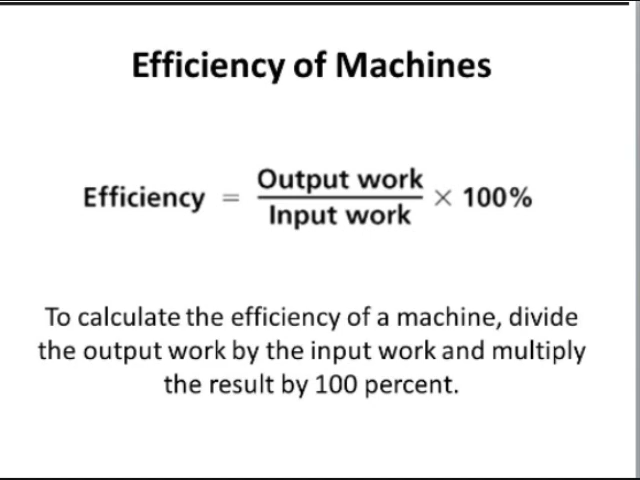 Efficiency of Machines
Efficiency = Output work / Input work × 100%
To calculate the efficiency of a machine, divide
the output work by the input work and multiply
the result by 100 percent.